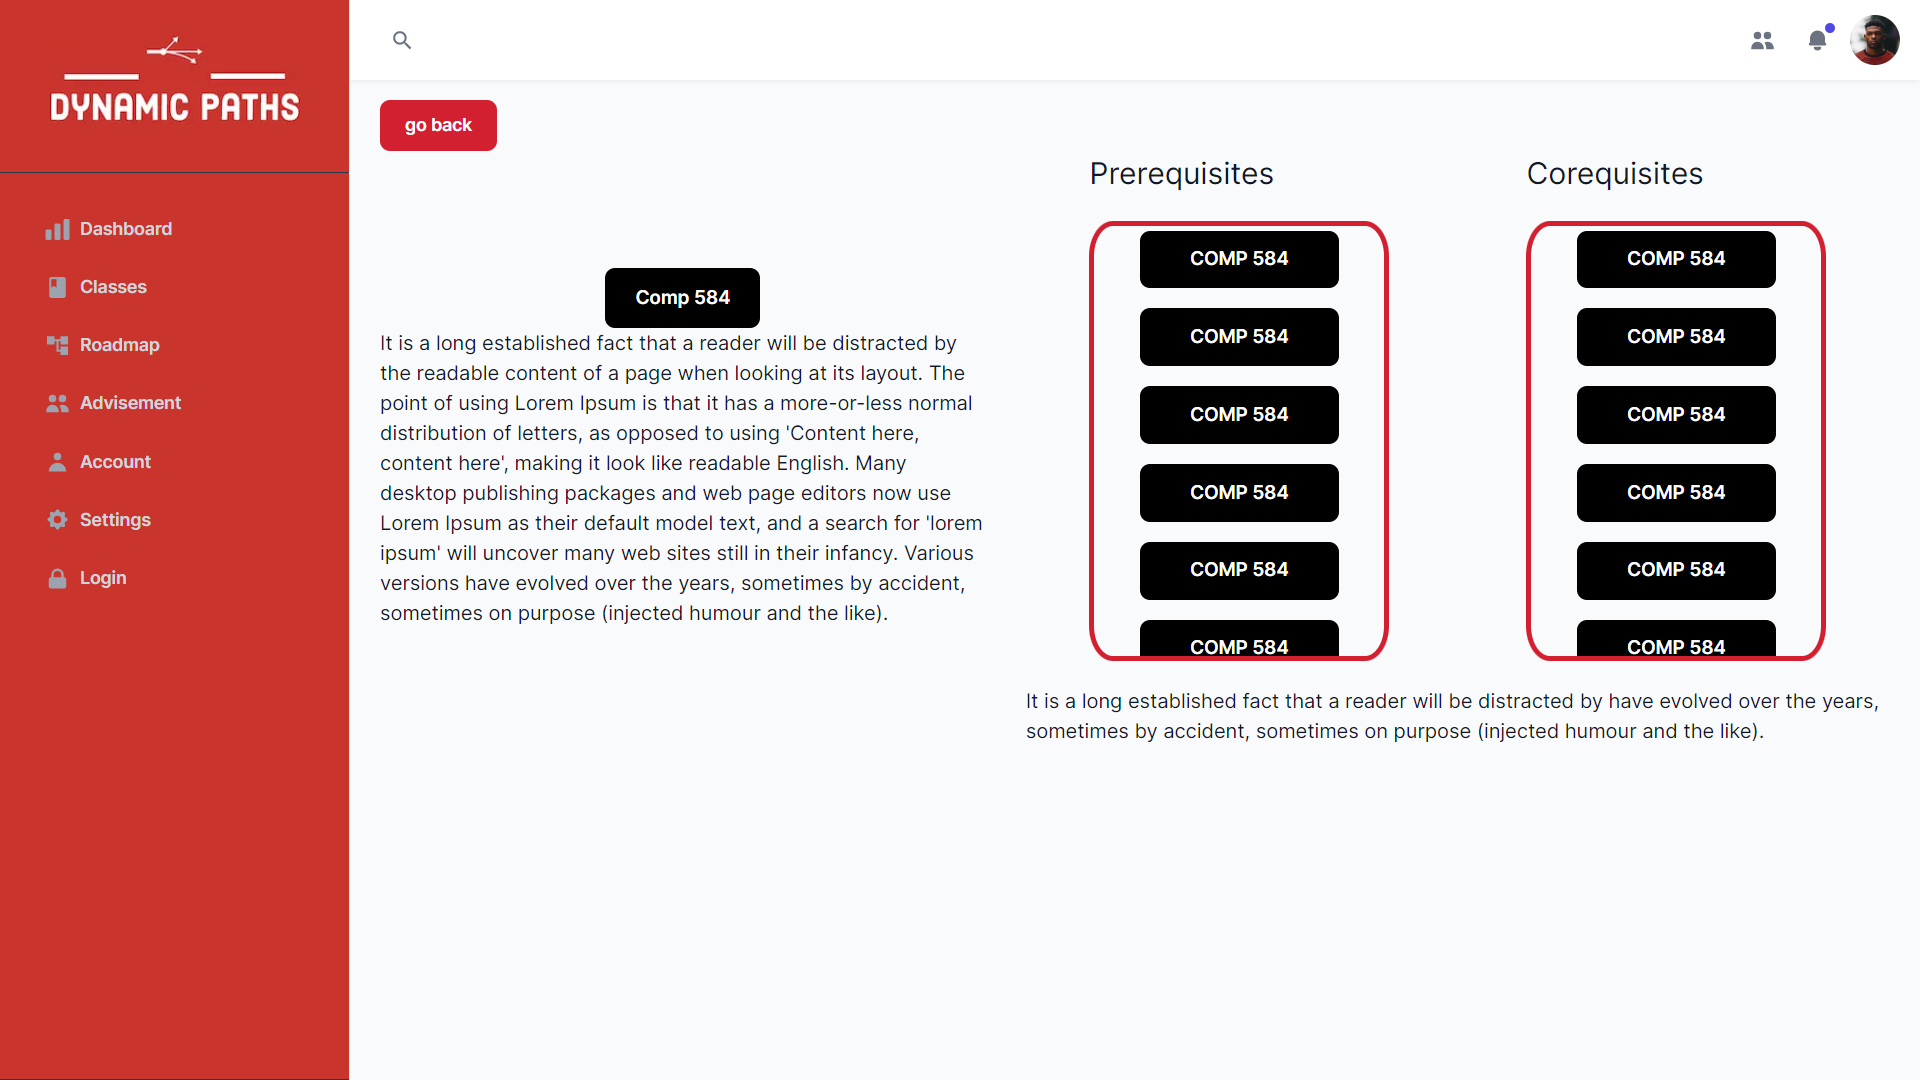 DYNAMIC PATHS
Dashboard
Classes
Roadmap
Advisement
Account
Settings
Login
go back
Comp 584
It is a long established fact that a reader will be distracted by
the readable content of a page when looking at its layout. The
point of using Lorem Ipsum is that it has a more-or-less normal
distribution of letters, as opposed to using 'Content here,
content here', making it look like readable English. Many
desktop publishing packages and web page editors now use
Lorem Ipsum as their default model text, and a search for 'lorem
ipsum' will uncover many web sites still in their infancy. Various
versions have evolved over the years, sometimes by accident,
sometimes on purpose (injected humour and the like).
Prerequisites
COMP 584
COMP 584
COMP 584
COMP 584
COMP 584
COMP 584
Corequisites
COMP 584
COMP 584
COMP 584
COMP 584
COMP 584
COMP 584
It is a long established fact that a reader will be distracted by have evolved over the years,
sometimes by accident, sometimes on purpose (injected humour and the like).